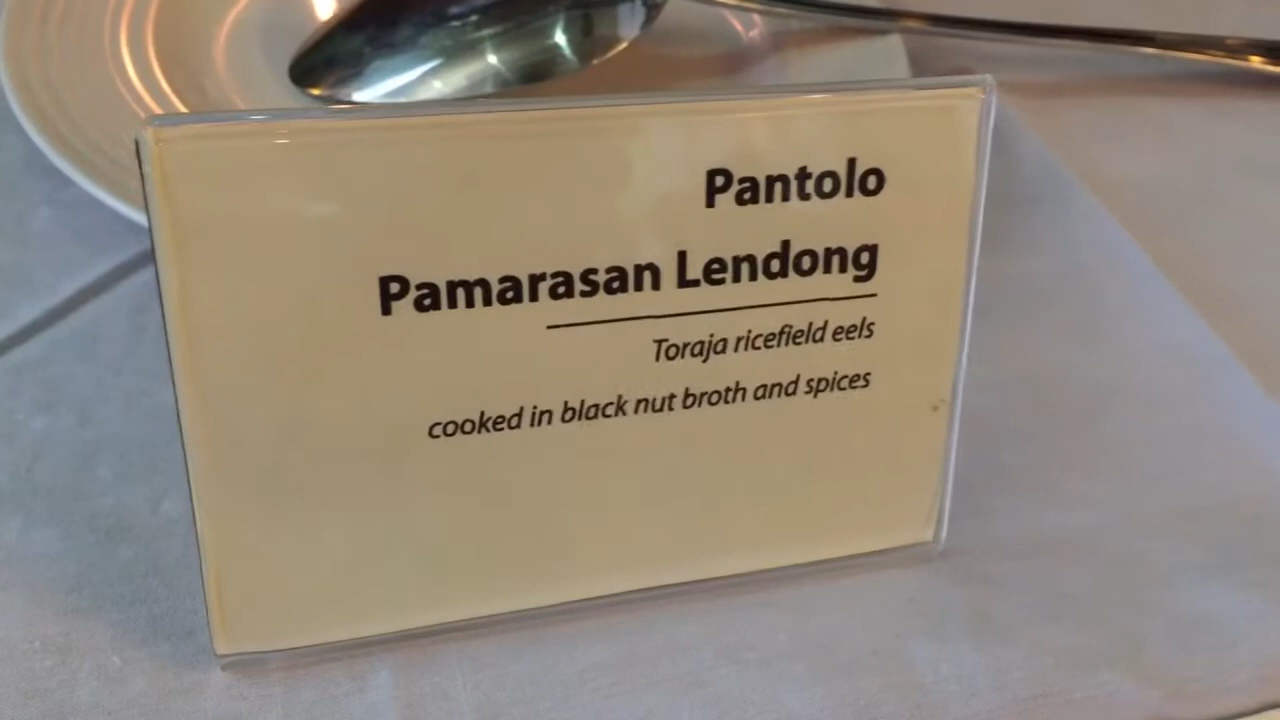 Pantolo
Pamarasan Lendong
Toraja ricefield eels
cooked in black nut broth and spices